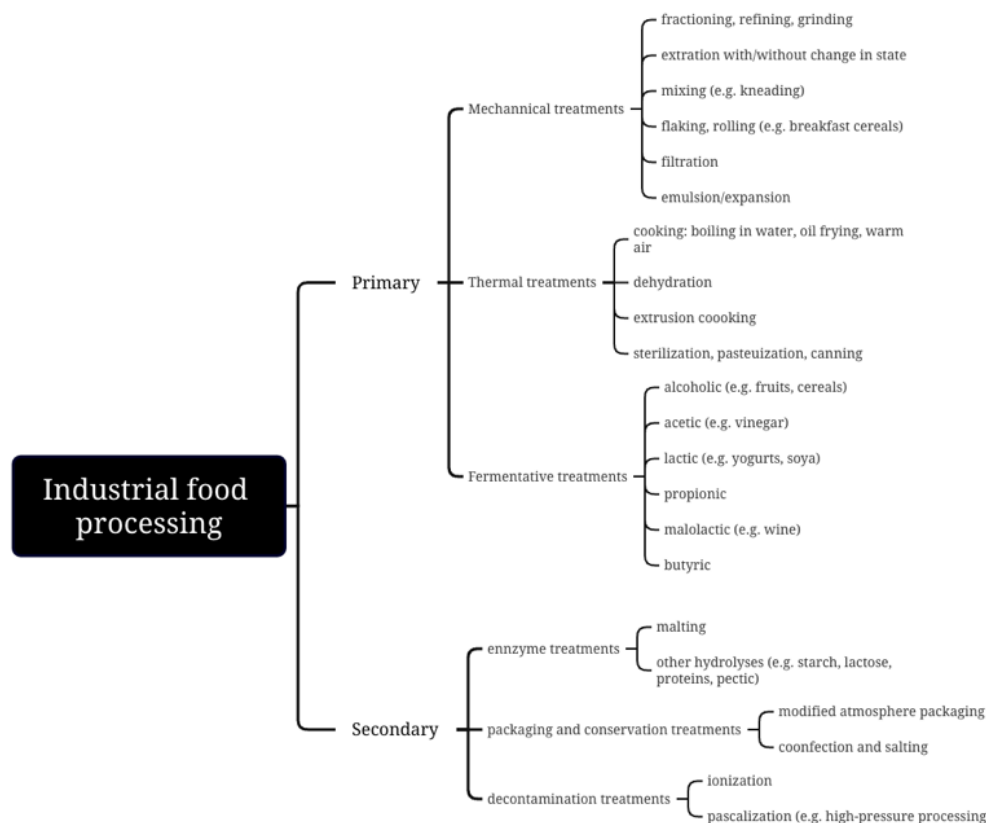 Industrial food
processing
Primary
Mechannical treatments
fractioning, refining, grinding
extration with/without change in state
mixing (e.g. kneading)
flaking, rolling (e.g. breakfast cereals)
filtration
emulsion/expansion
Thermal treatments
cooking: boiling in water, oil frying, warm
air
dehydration
extrusion coooking
sterilization, pasteuization, canning
Fermentative treatments
alcoholic (e.g. fruits, cereals)
acetic (e.g. vinegar)
lactic (e.g. yogurts, soya)
propionic
malolactic (e.g. wine)
butyric
Secondary
ennzyme treatments
malting
other hydrolyses (e.g. starch, lactose,
proteins, pectic)
packaging and conservation treatments
modified atmosphere packaging
coonfection and salting
decontamination treatments
ionization
pascalization (e.g. high-pressure processing